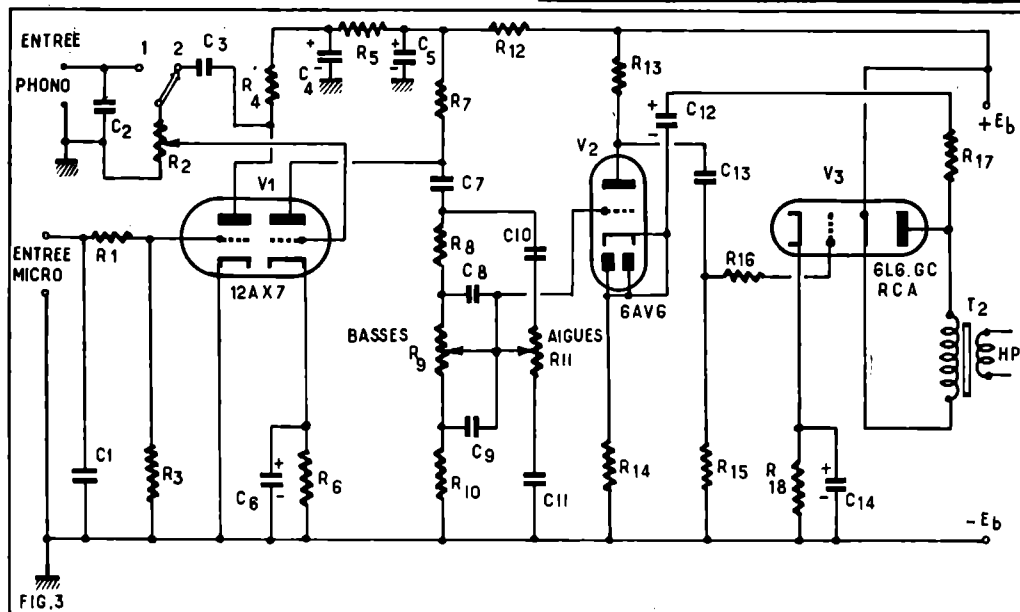 ENTREE
PHONO
1
2
C3
C2
R2
R4
C4
+
-
R5
C5
+
-
R12
R7
R13
C12
+
-
+Eb
R17
V1
12AX7
C7
V2
6AV6
C13
V3
6L6.GC
RCA
ENTREE
MICRO
R1
R8
C8
C10
R16
T2
HP
BASSES
R9
AIGUES
R11
C9
C1
R3
C6
+
-
R6
R10
C11
R14
R15
R18
+
-
C14
-Eb
FIG.3